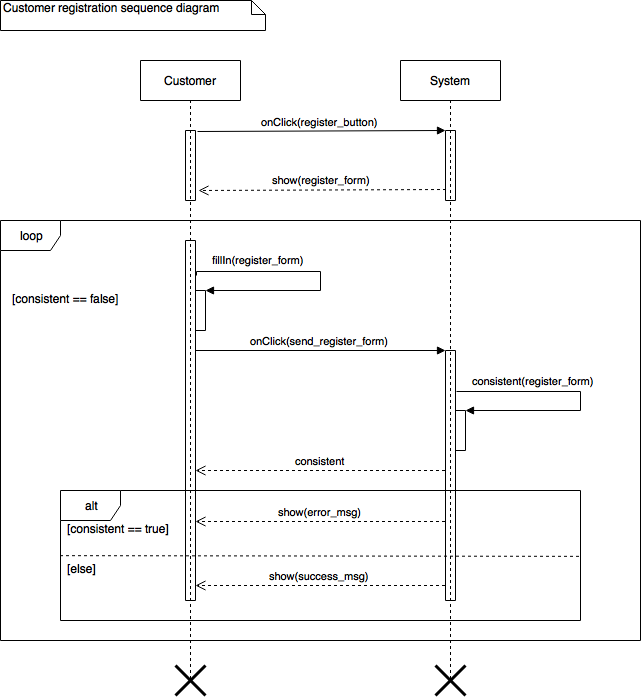 Customer registration sequence diagram
Customer
System
onClick(register_button)
show(register_form)
loop
fillIn(register_form)
[consistent == false]
onClick(send_register_form)
consistent(register_form)
consistent
alt
show(error_msg)
[consistent == true]
[else]
show(success_msg)